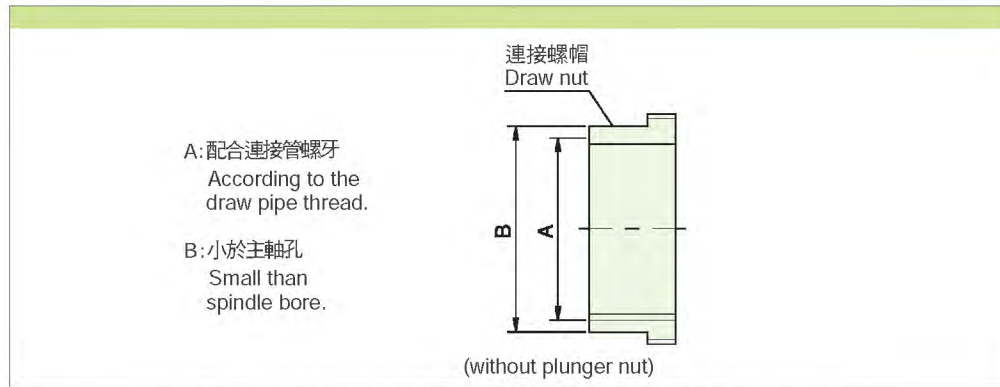 連接螺帽
Draw nut
A:配合連接管螺牙
According to the
draw pipe thread.
B:小於主軸孔
Small than
spindle bore.
B
A
(without plunger nut)